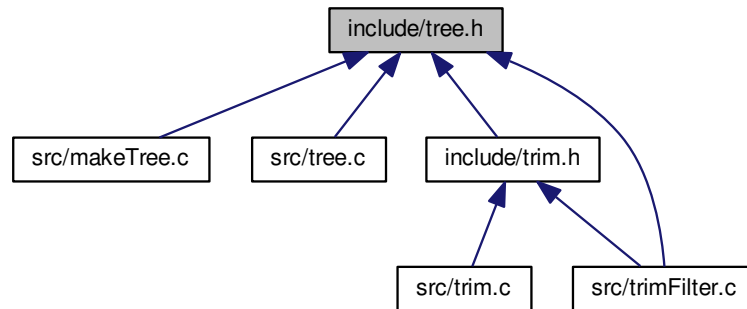 include/tree.h
src/makeTree.c
src/tree.c
include/trim.h
src/trim.c
src/trimFilter.c